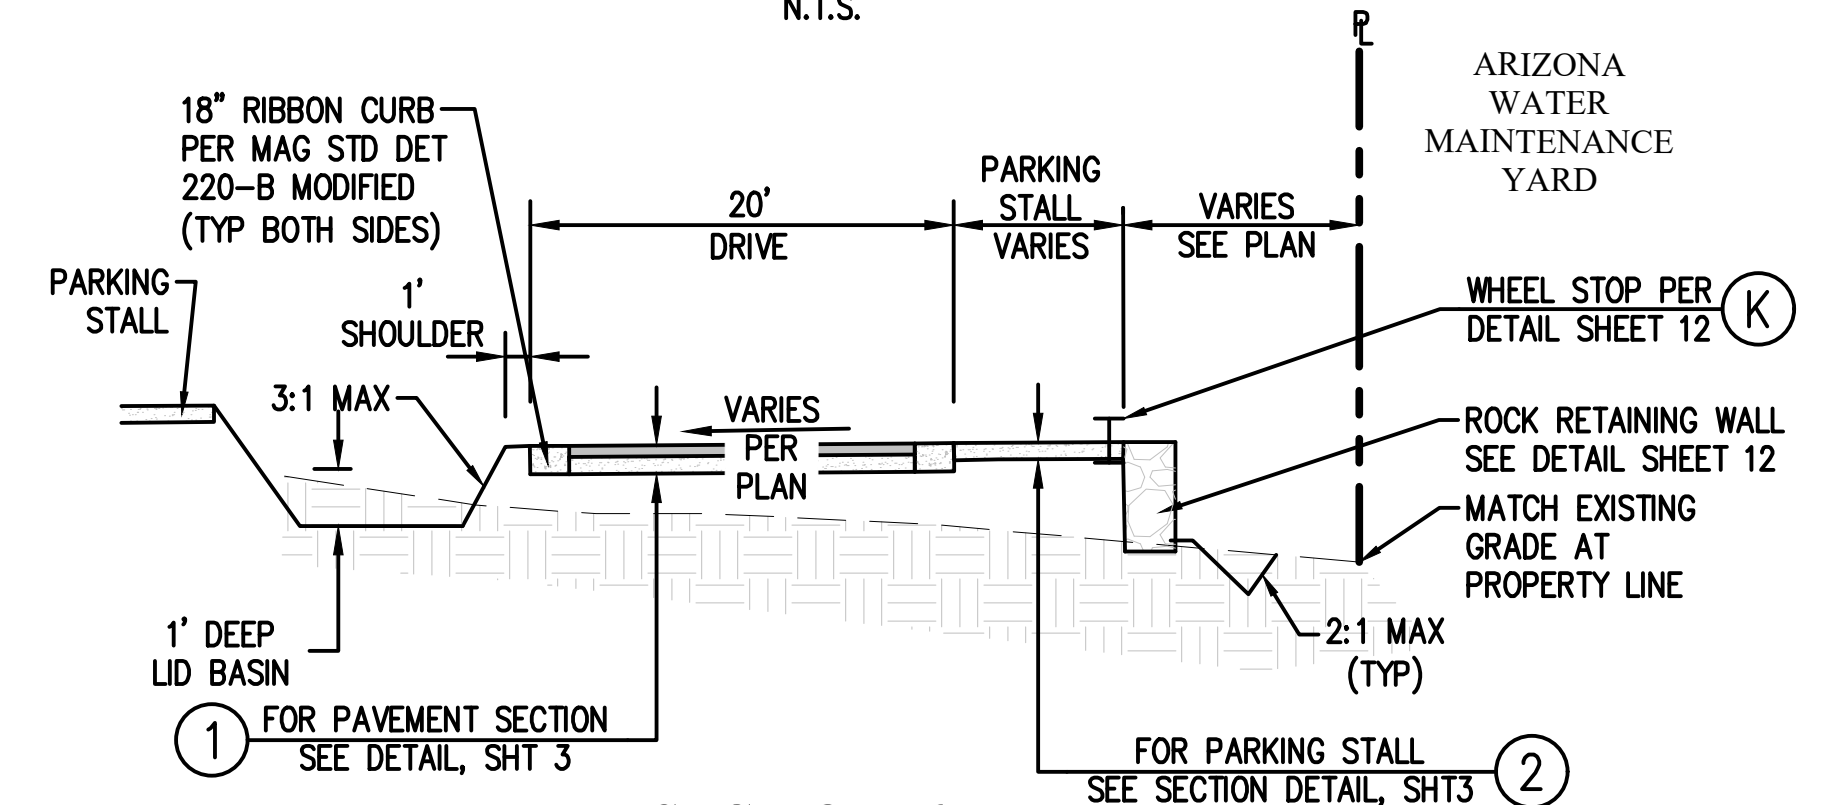 N.T.S.
PL
ARIZONA
WATER
MAINTENANCE
YARD
18" RIBBON CURB
PER MAG STD DET
220-B MODIFIED
(TYP BOTH SIDES)
20'
DRIVE
PARKING
STALL
VARIES
VARIES
SEE PLAN
PARKING
STALL
1'
SHOULDER
WHEEL STOP PER
DETAIL SHEET 12
K
3:1 MAX
VARIES
PER
PLAN
ROCK RETAINING WALL
SEE DETAIL SHEET 12
MATCH EXISTING
GRADE AT
PROPERTY LINE
1' DEEP
LID BASIN
2:1 MAX
(TYP)
1
FOR PAVEMENT SECTION
SEE DETAIL, SHT 3
FOR PARKING STALL
SEE SECTION DETAIL, SHT3
2